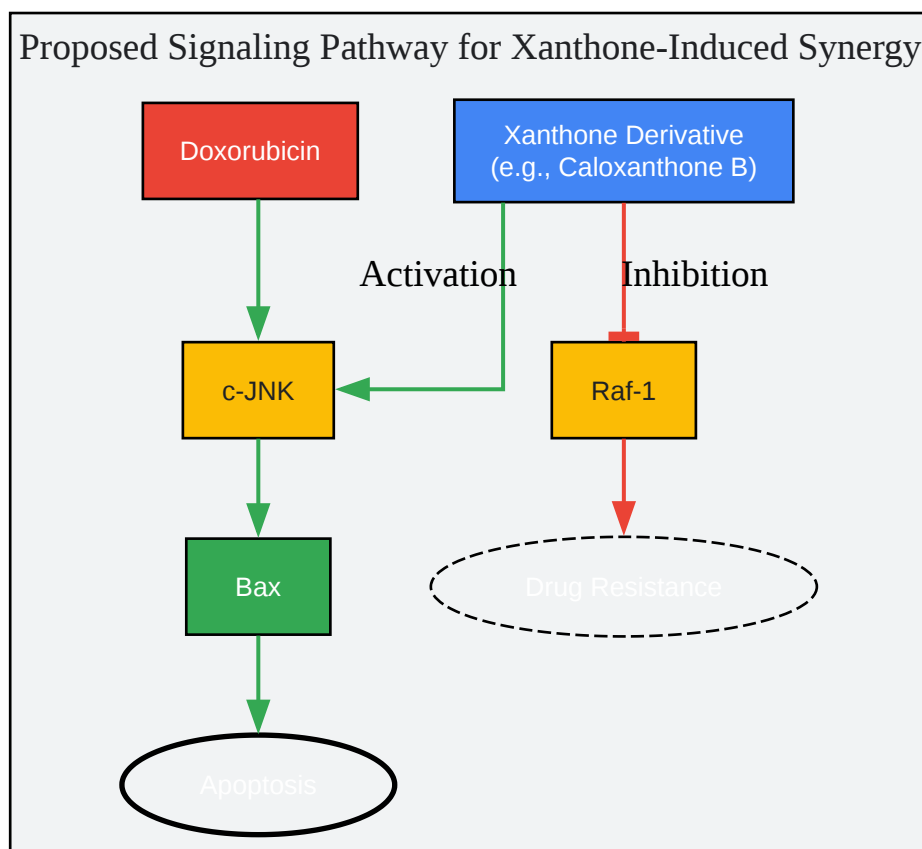 Proposed Signaling Pathway for Xanthone-Induced Synergy
Doxorubicin
Xanthone Derivative
(e.g., Caloxanthone B)
Activation
Inhibition
c-JNK
Raf-1
Bax
Drug Resistance
Apoptosis